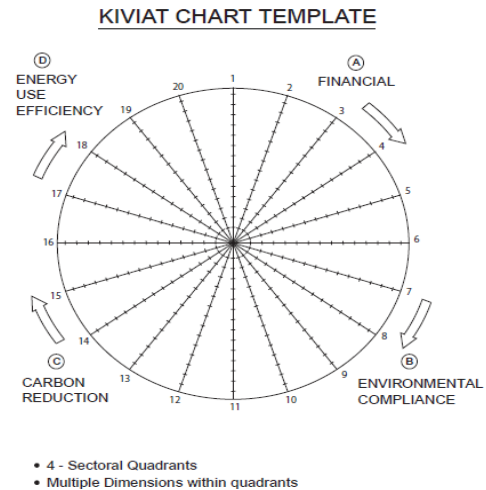 KIVIAT CHART TEMPLATE
D
ENERGY
USE
EFFICIENCY
A
FINANCIAL
1
2
3
4
5
6
7
8
9
10
11
12
13
14
15
16
17
18
19
20
B
ENVIRONMENTAL
COMPLIANCE
C
CARBON
REDUCTION
• 4 - Sectoral Quadrants
• Multiple Dimensions within quadrants